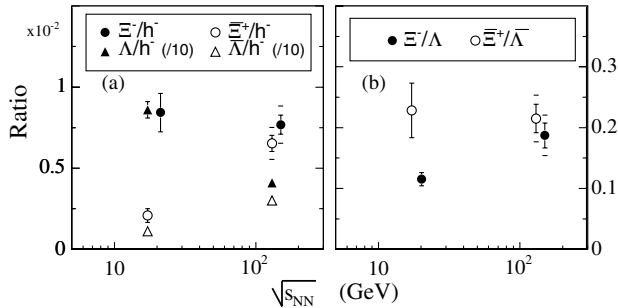 x10⁻²
● Ξ⁻/h⁻ ○ Ξ̅⁺/h⁻
▲ Λ/h⁻ (/10) △ Λ̅/h⁻ (/10)
● Ξ⁻/Λ ○ Ξ̅⁺/Λ̅
(a)
(b)
Ratio
1
0.5
0
0.3
0.2
0.1
0
10 10² 10 10²
√s_NN (GeV)